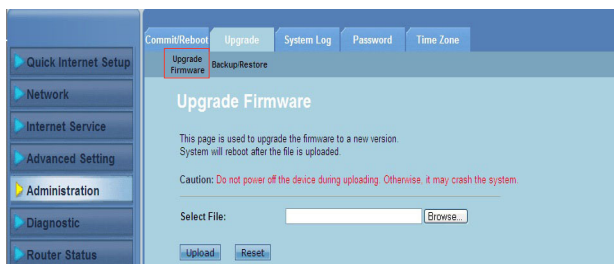 Commit/Reboot Upgrade System Log Password Time Zone
Upgrade Firmware Backup/Restore
Quick Internet Setup
Network
Internet Service
Advanced Setting
Administration
Diagnostic
Router Status
Upgrade Firmware
This page is used to upgrade the firmware to a new version.
System will reboot after the file is uploaded.
Caution: Do not power off the device during uploading. Otherwise, it may crash the system.
Select File: Browse...
Upload Reset